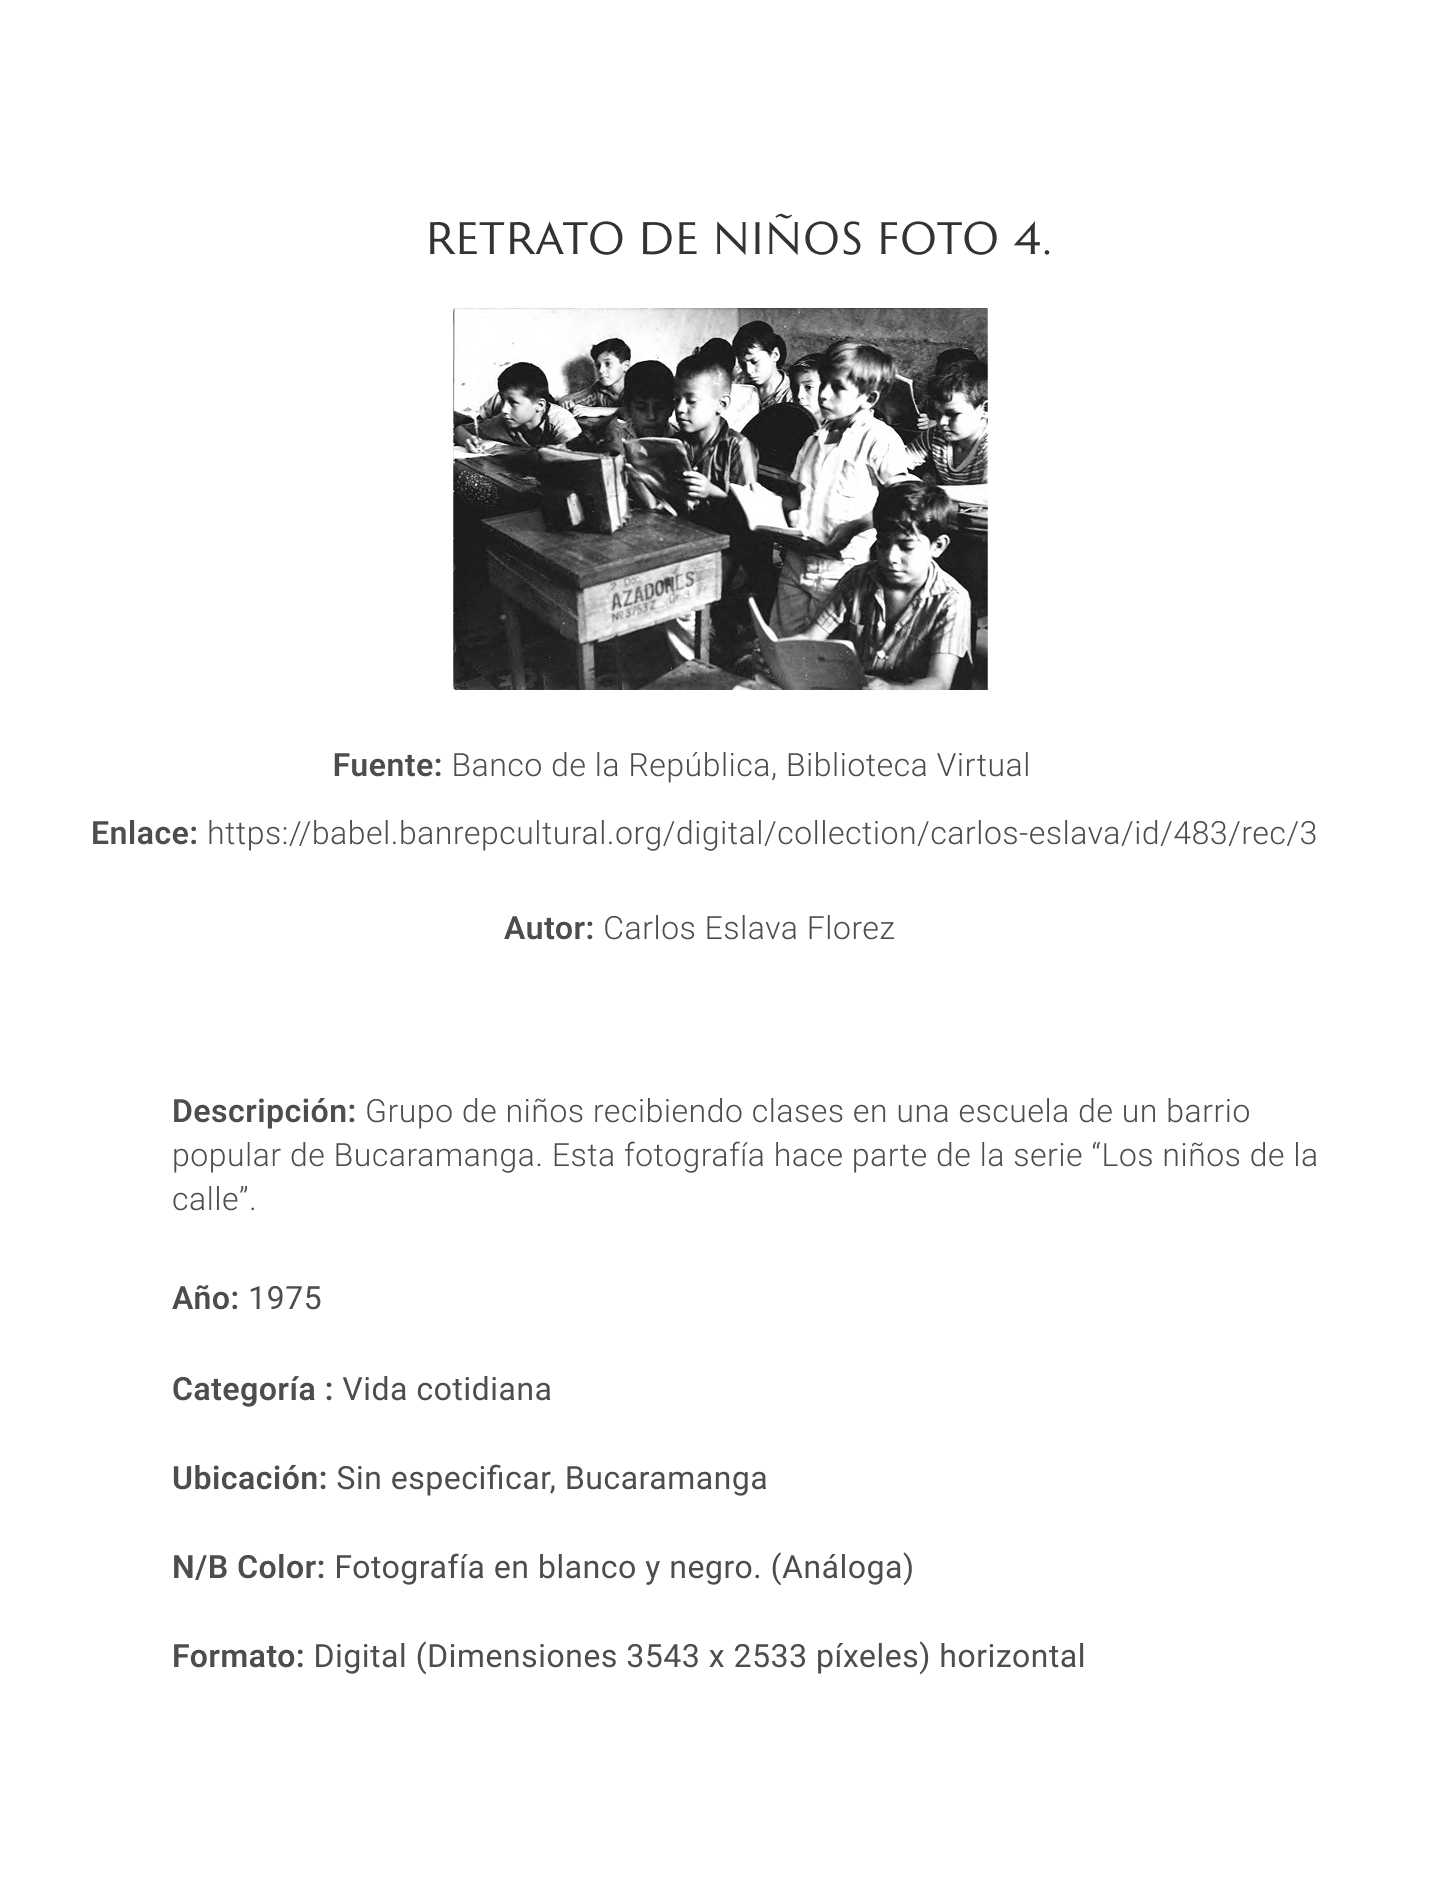 RETRATO DE NIÑOS FOTO 4.
AZADONES
Fuente: Banco de la República, Biblioteca Virtual
Enlace: https://babel.banrepcultural.org/digital/collection/carlos-eslava/id/483/rec/3
Autor: Carlos Eslava Florez
Descripción: Grupo de niños recibiendo clases en una escuela de un barrio
popular de Bucaramanga. Esta fotografía hace parte de la serie “Los niños de la
calle”.
Año: 1975
Categoría : Vida cotidiana
Ubicación: Sin especificar, Bucaramanga
N/B Color: Fotografía en blanco y negro. (Análoga)
Formato: Digital (Dimensiones 3543 x 2533 píxeles) horizontal